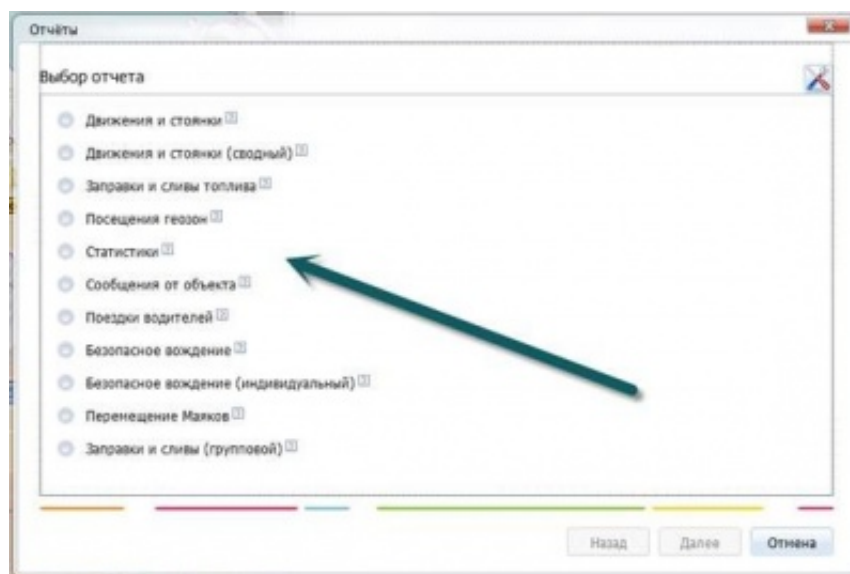 Отчёты
Выбор отчета
Движения и стоянки [?]
Движения и стоянки (сводный) [?]
Заправки и сливы топлива [?]
Посещения геозон [?]
Статистики [?]
Сообщения от объекта [?]
Поездки водителей [?]
Безопасное вождение [?]
Безопасное вождение (индивидуальный) [?]
Перемещение Маяков [?]
Заправки и сливы (групповой) [?]
Назад Далее Отмена